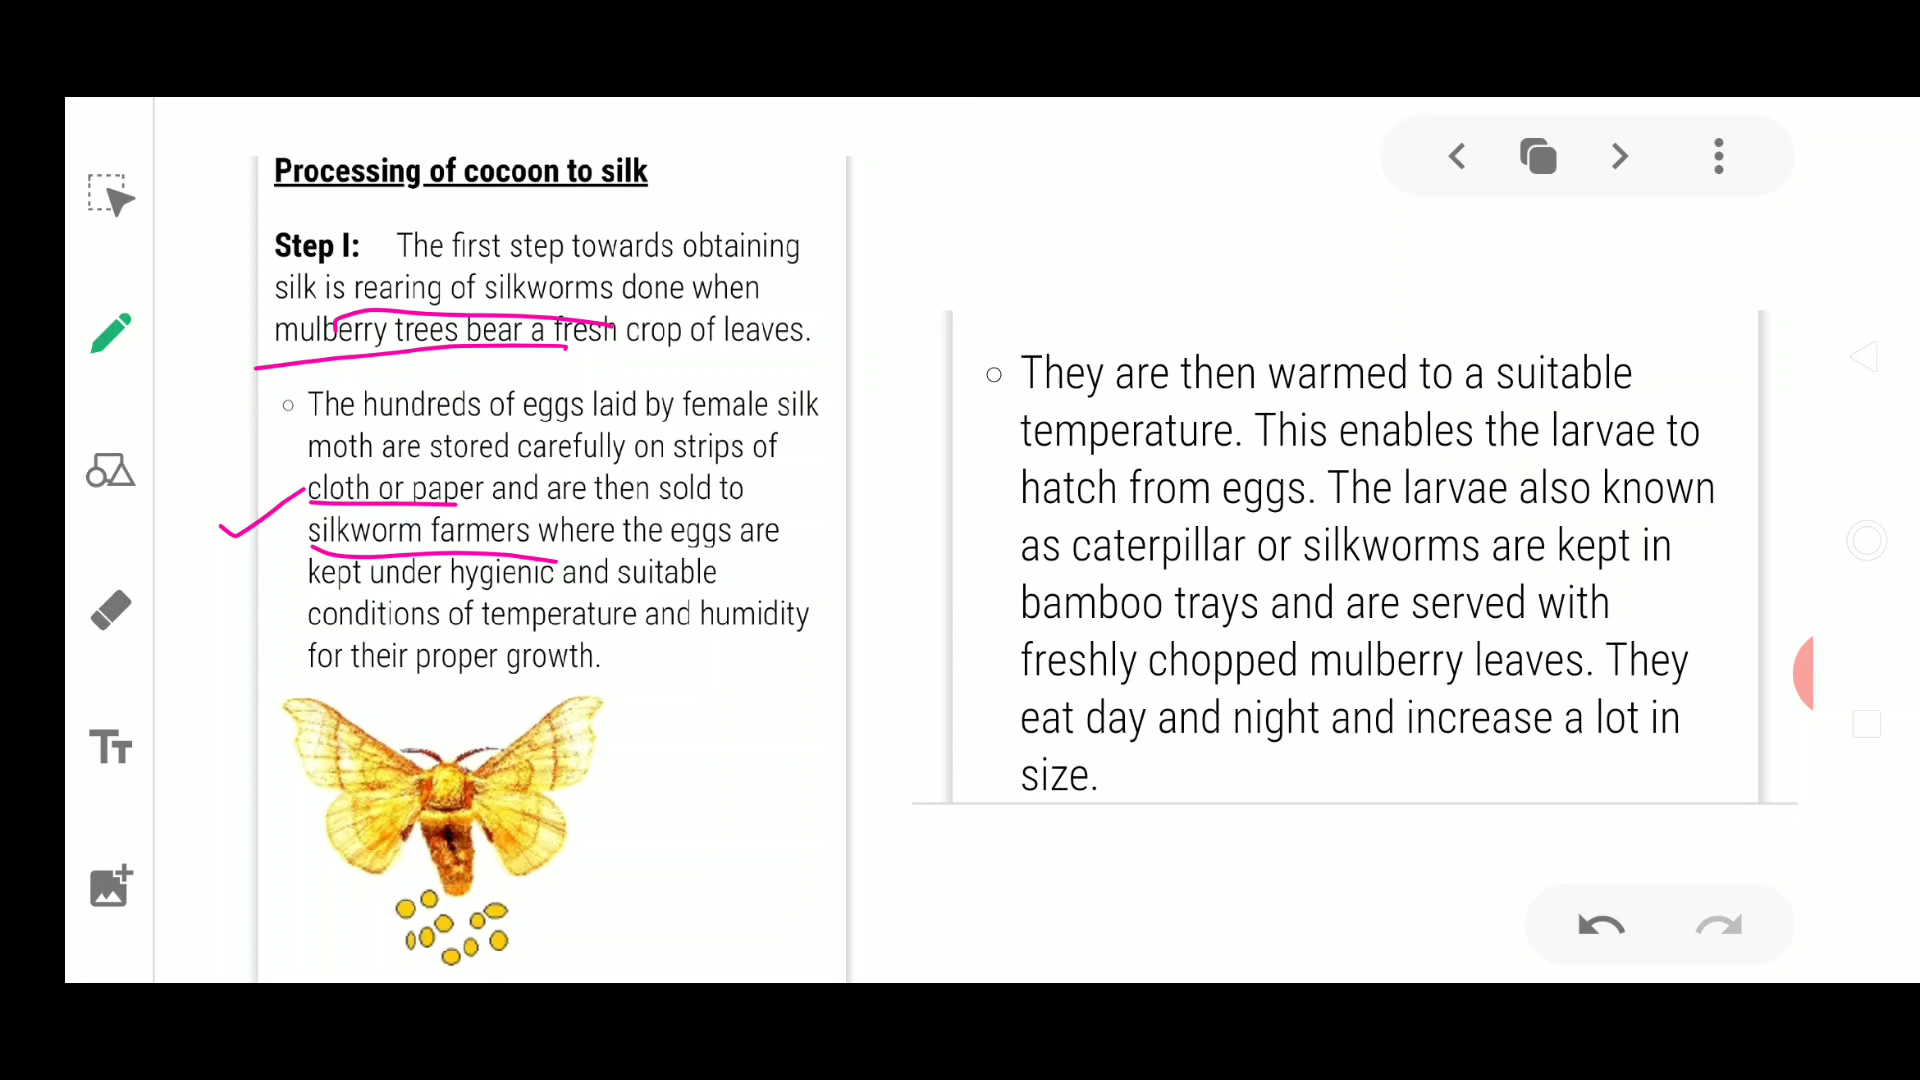 Processing of cocoon to silk
Step I: The first step towards obtaining
silk is rearing of silkworms done when
mulberry trees bear a fresh crop of leaves.
The hundreds of eggs laid by female silk
moth are stored carefully on strips of
cloth or paper and are then sold to
silkworm farmers where the eggs are
kept under hygienic and suitable
conditions of temperature and humidity
for their proper growth.
They are then warmed to a suitable
temperature. This enables the larvae to
hatch from eggs. The larvae also known
as caterpillar or silkworms are kept in
bamboo trays and are served with
freshly chopped mulberry leaves. They
eat day and night and increase a lot in
size.